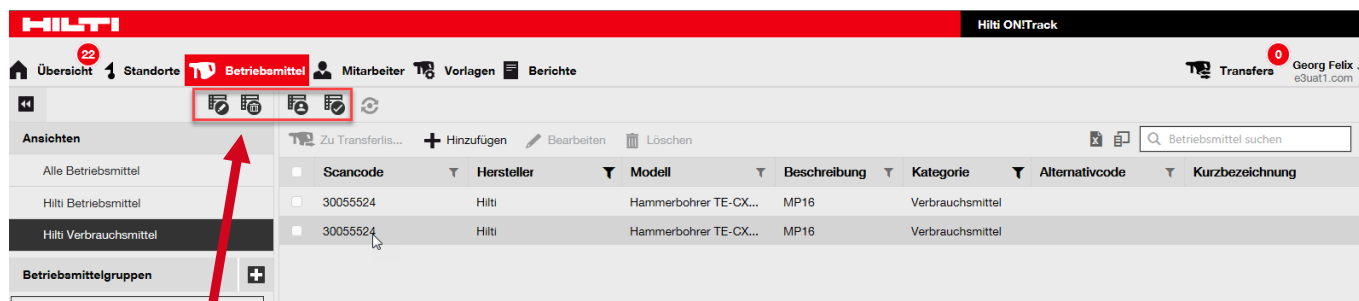 HILTI
Hilti ON!Track
22
Übersicht Standorte Betriebsmittel Mitarbeiter Vorlagen Berichte
0
Transfers
Georg Felix
e3uat1.com
Ansichten
Zu Transferlis... Hinzufügen Bearbeiten Löschen Betriebsmittel suchen
Alle Betriebsmittel
Scancode Hersteller Modell Beschreibung Kategorie Alternativcode Kurzbezeichnung
Hilti Betriebsmittel
30055524 Hilti Hammerbohrer TE-CX... MP16 Verbrauchsmittel
Hilti Verbrauchsmittel
30055524 Hilti Hammerbohrer TE-CX... MP16 Verbrauchsmittel
Betriebsmittelgruppen